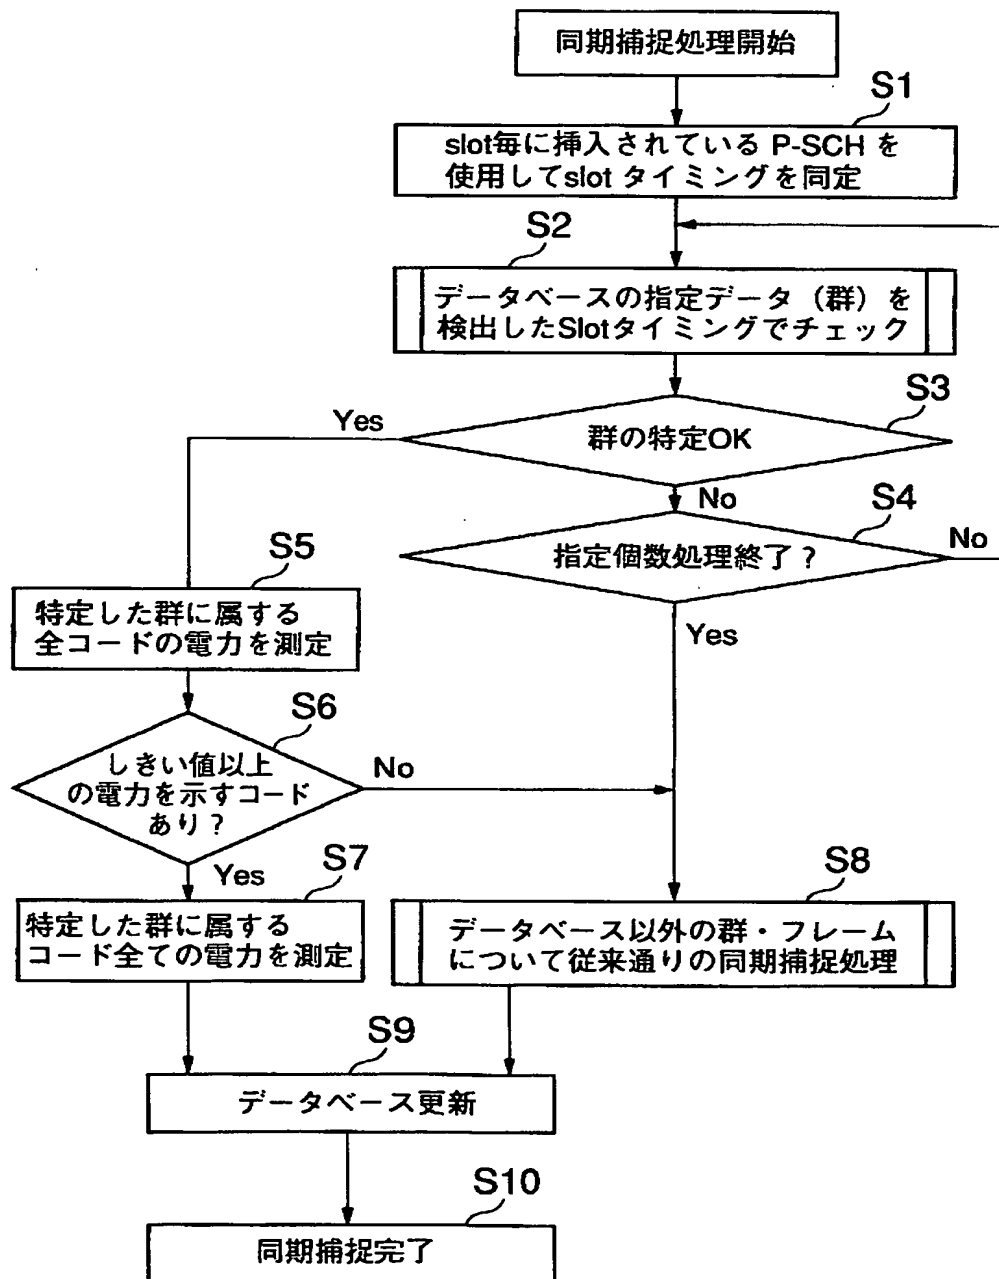 同期捕捉処理開始
S1
slot毎に挿入されている P-SCH を
使用してslot タイミングを同定
S2
データベースの指定データ（群）を
検出したSlotタイミングでチェック
S3
Yes
群の特定OK
No
S4
指定個数処理終了？
No
Yes
S5
特定した群に属する
全コードの電力を測定
S6
しきい値以上
の電力を示すコード
あり？
No
Yes
S7
特定した群に属する
コード全ての電力を測定
S8
データベース以外の群・フレーム
について従来通りの同期捕捉処理
S9
データベース更新
S10
同期捕捉完了